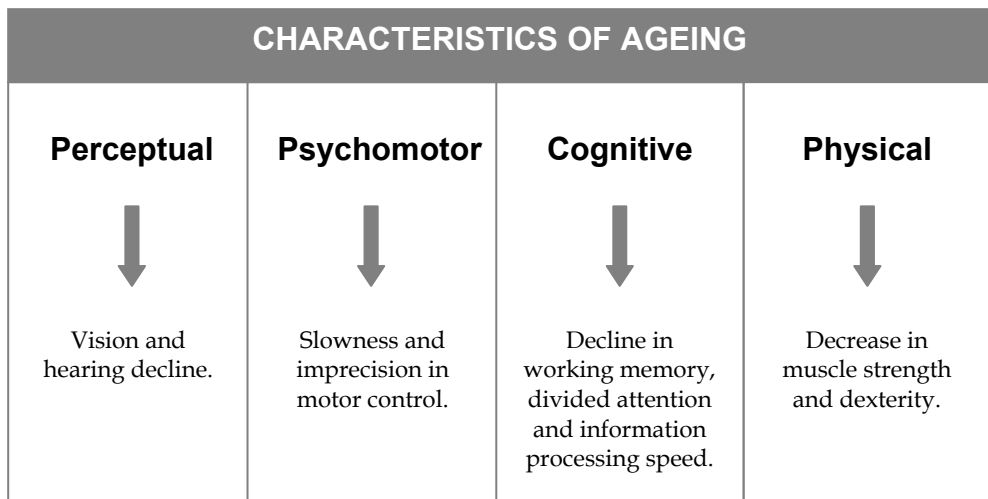 CHARACTERISTICS OF AGEING
Perceptual
Vision and
hearing decline.
Psychomotor
Slowness and
imprecision in
motor control.
Cognitive
Decline in
working memory,
divided attention
and information
processing speed.
Physical
Decrease in
muscle strength
and dexterity.